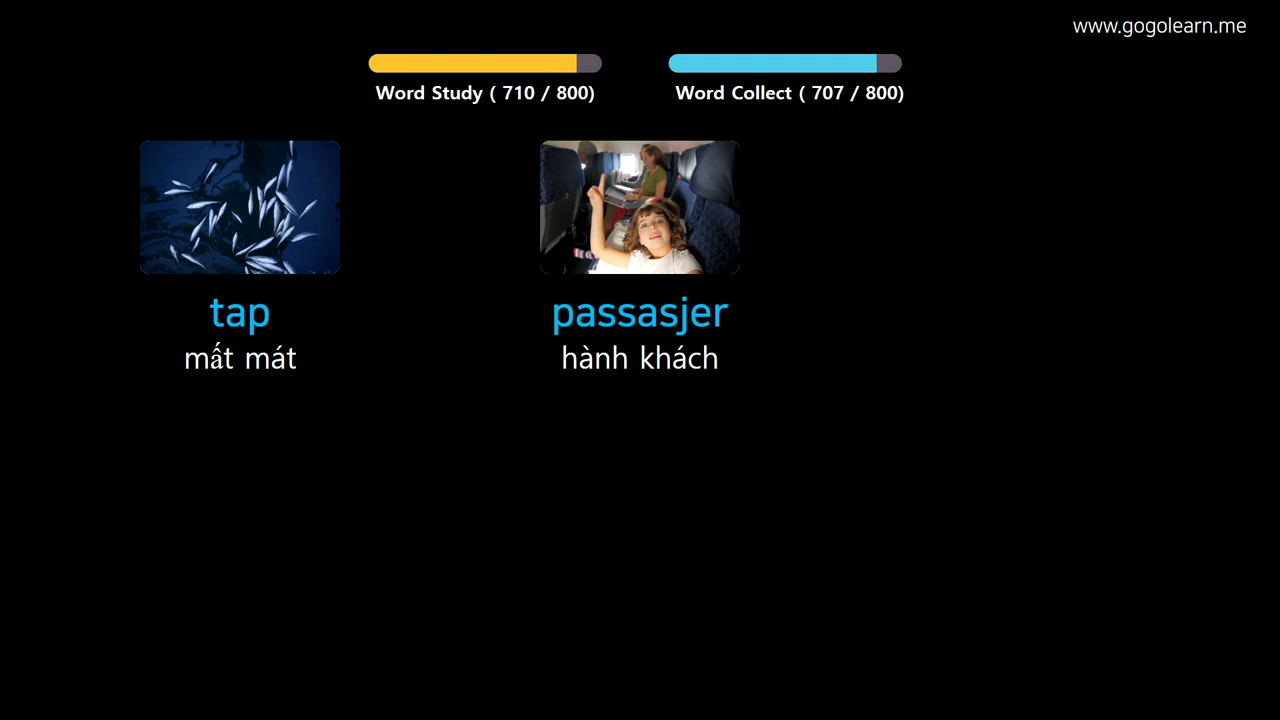 www.gogolearn.me
Word Study ( 710 / 800)
Word Collect ( 707 / 800)
tap
mất mát
passasjer
hành khách